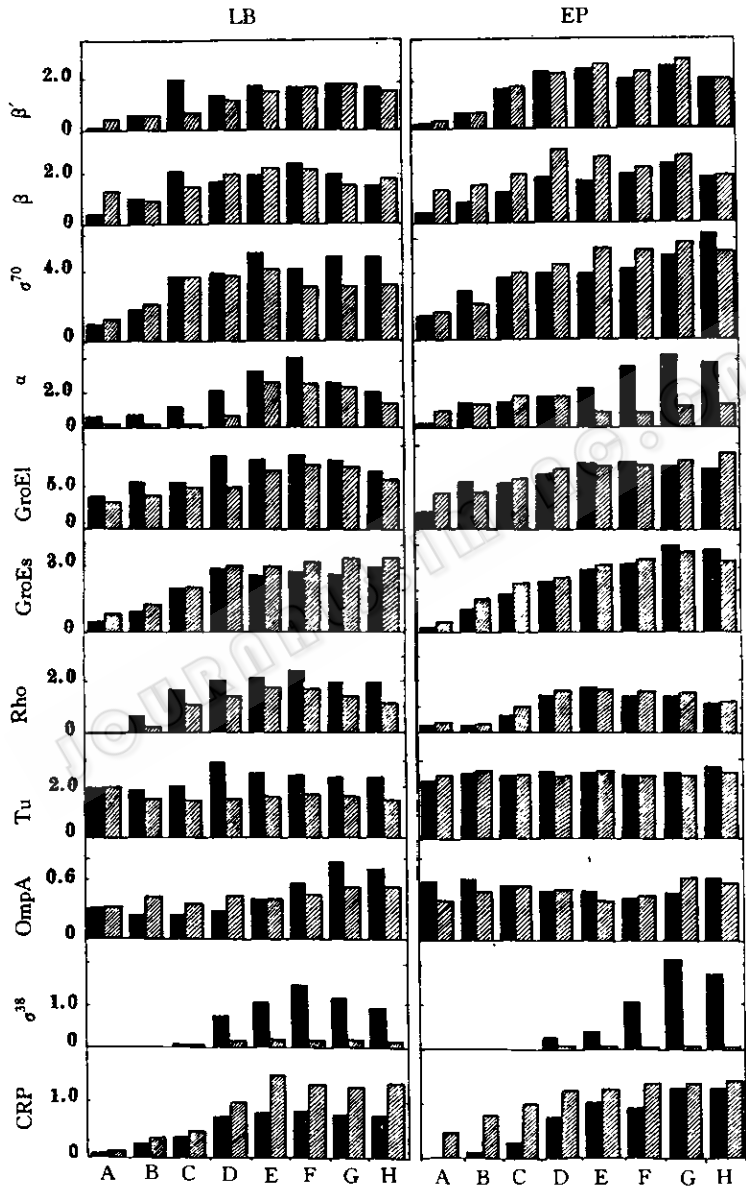 LB EP
β′ 2.0 0
β 2.0 0
σ70 4.0 0
α 2.0 0
GroEl 5.0 0
GroEs 3.0 0
Rho 2.0 0
Tu 2.0 0
OmpA 0.6 0
σ38 1.0 0
CRP 1.0 0
A B C D E F G H A B C D E F G H